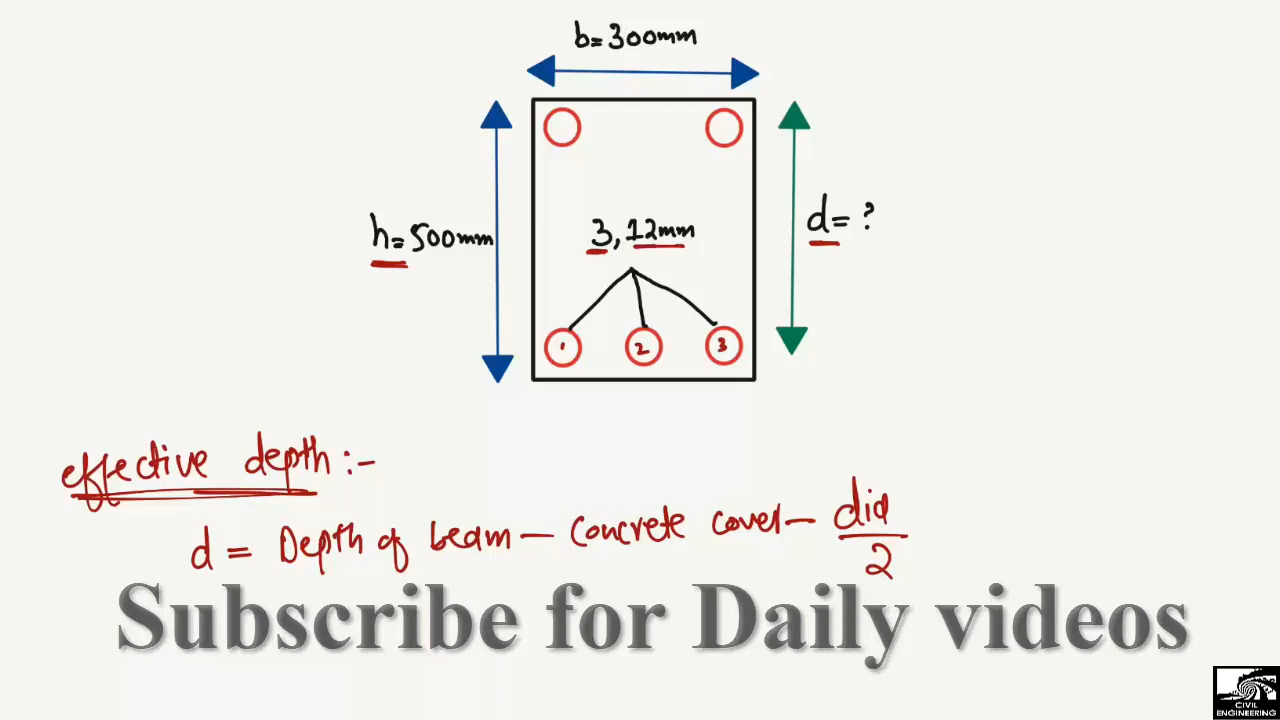 b=300mm
h=500mm
3,12mm
d=?
1 2 3
effective depth:-
d = Depth of beam - Concrete cover - dia/2
Subscribe for Daily videos
CIVIL
ENGINEERING